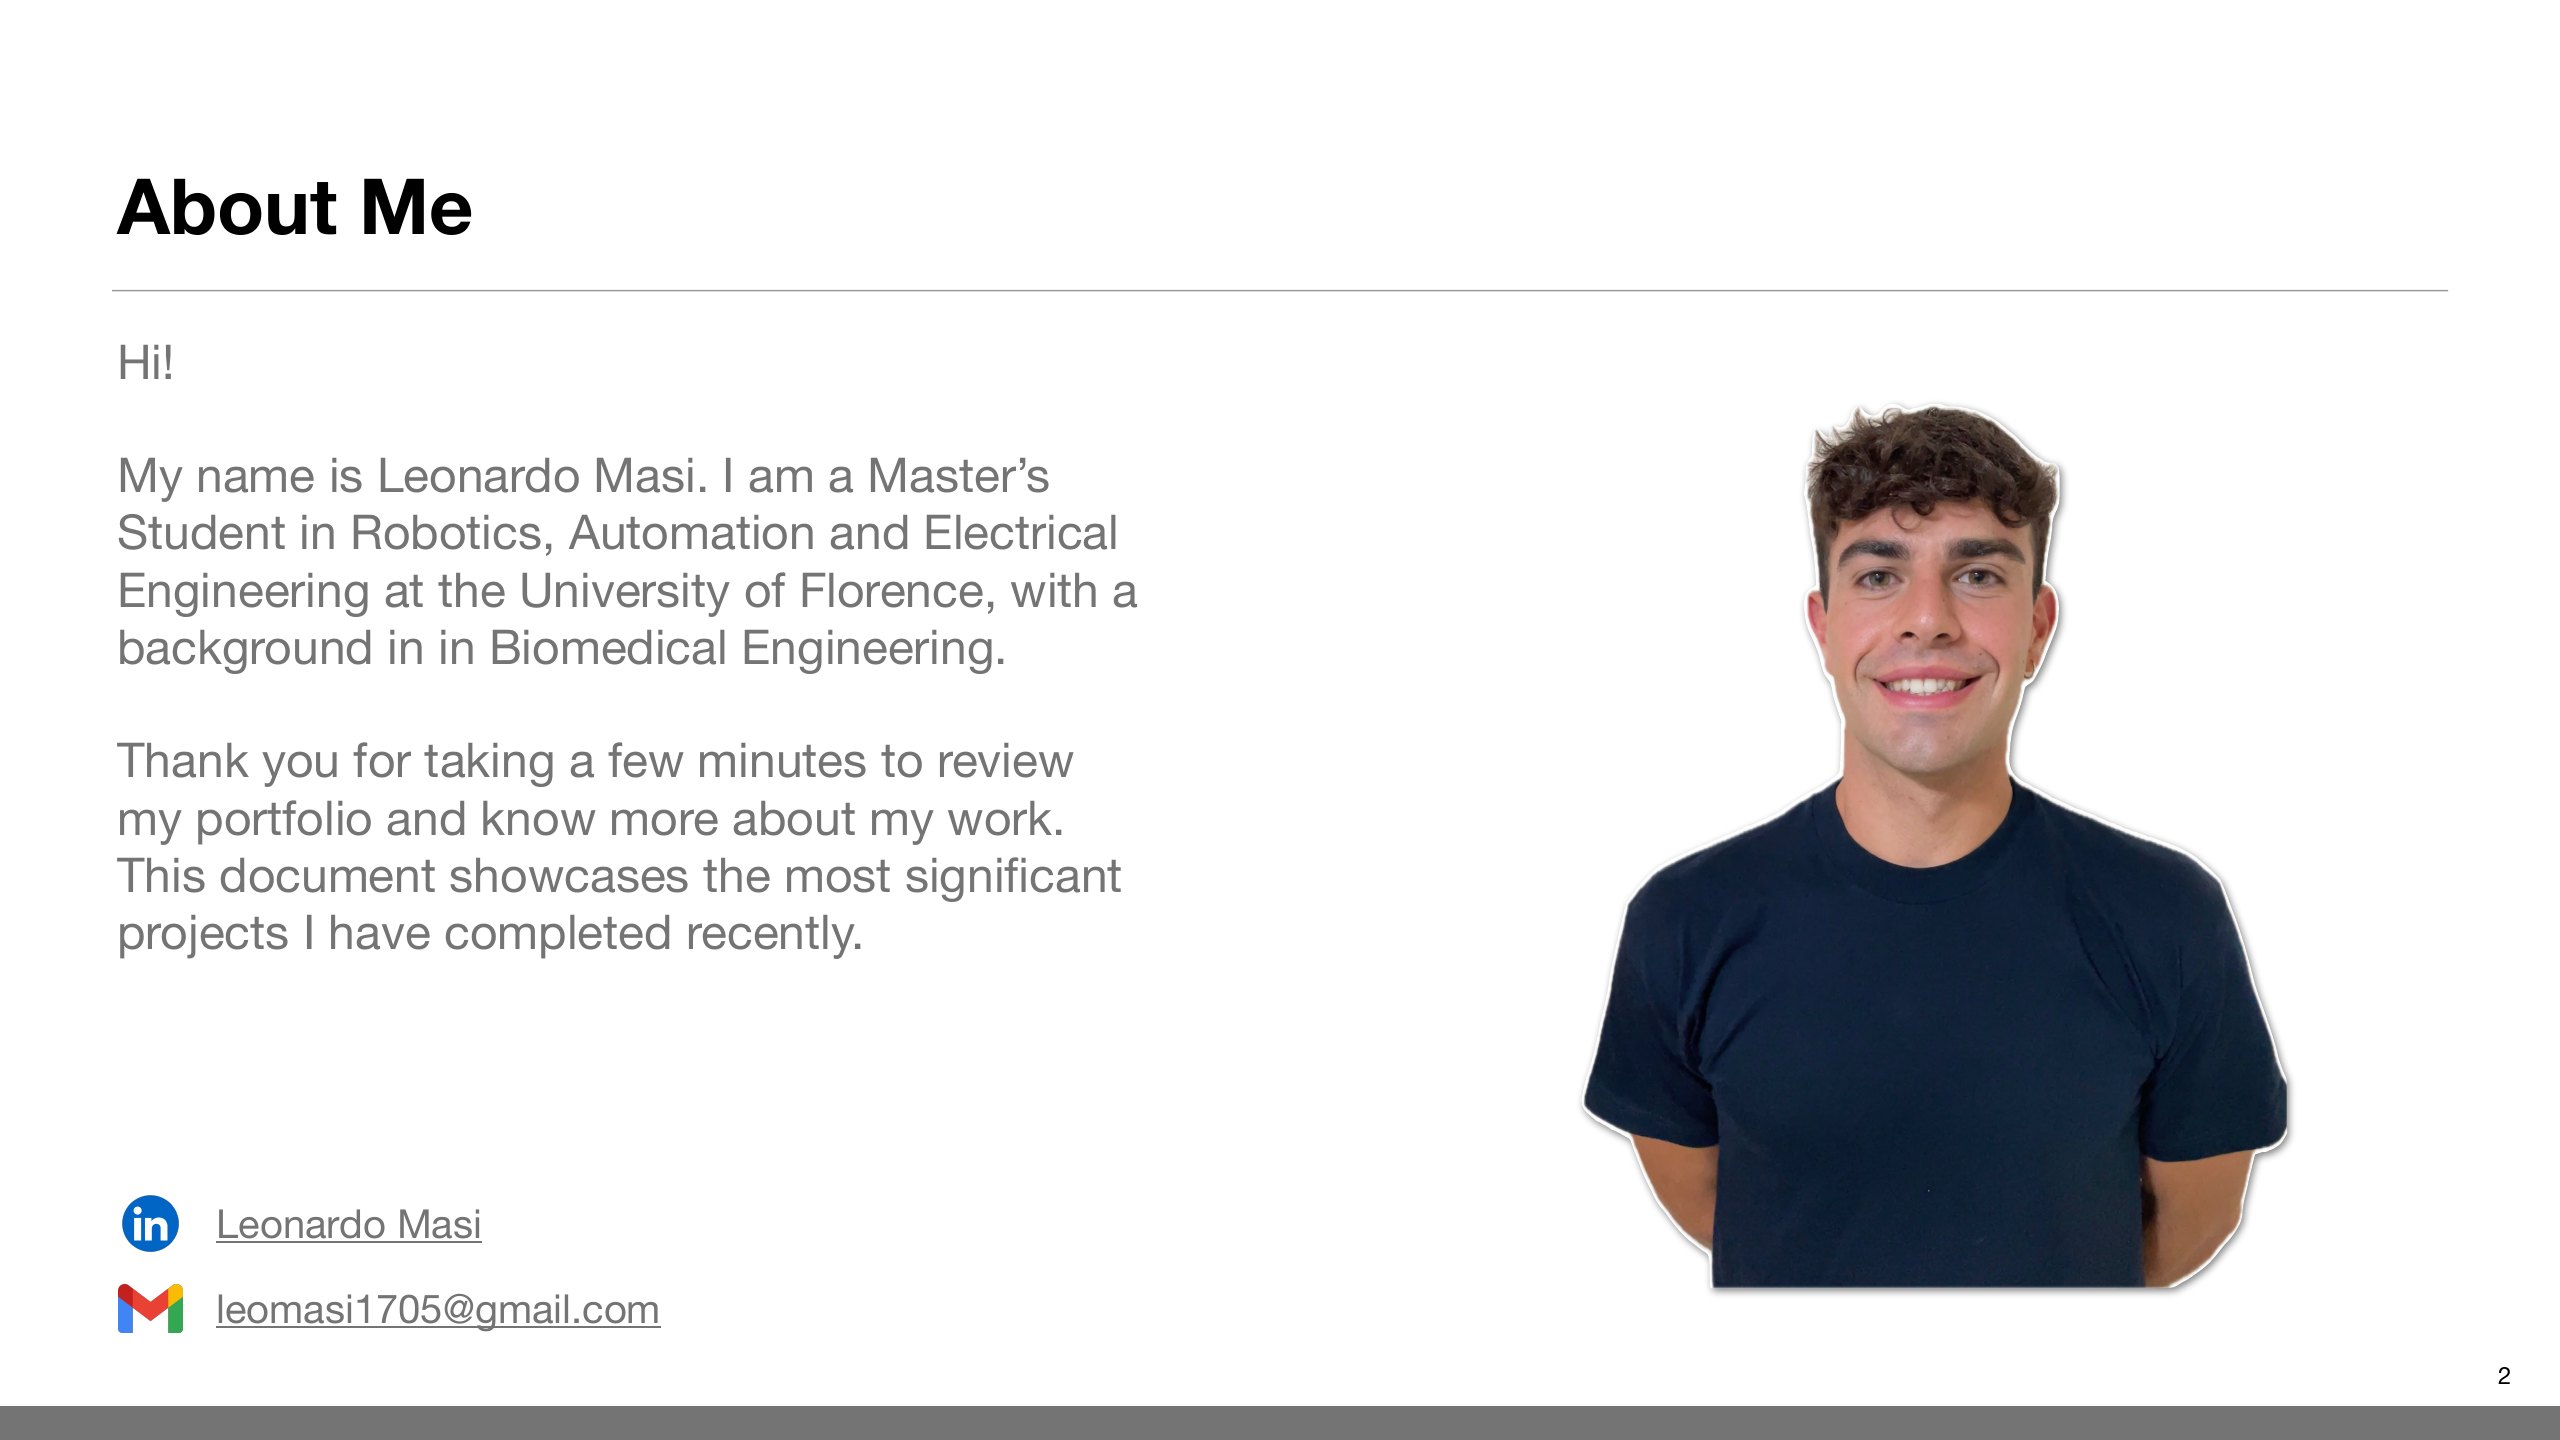 About Me
Hi!
My name is Leonardo Masi. I am a Master’s
Student in Robotics, Automation and Electrical
Engineering at the University of Florence, with a
background in in Biomedical Engineering.
Thank you for taking a few minutes to review
my portfolio and know more about my work.
This document showcases the most significant
projects I have completed recently.
in
Leonardo Masi
leomasi1705@gmail.com
2